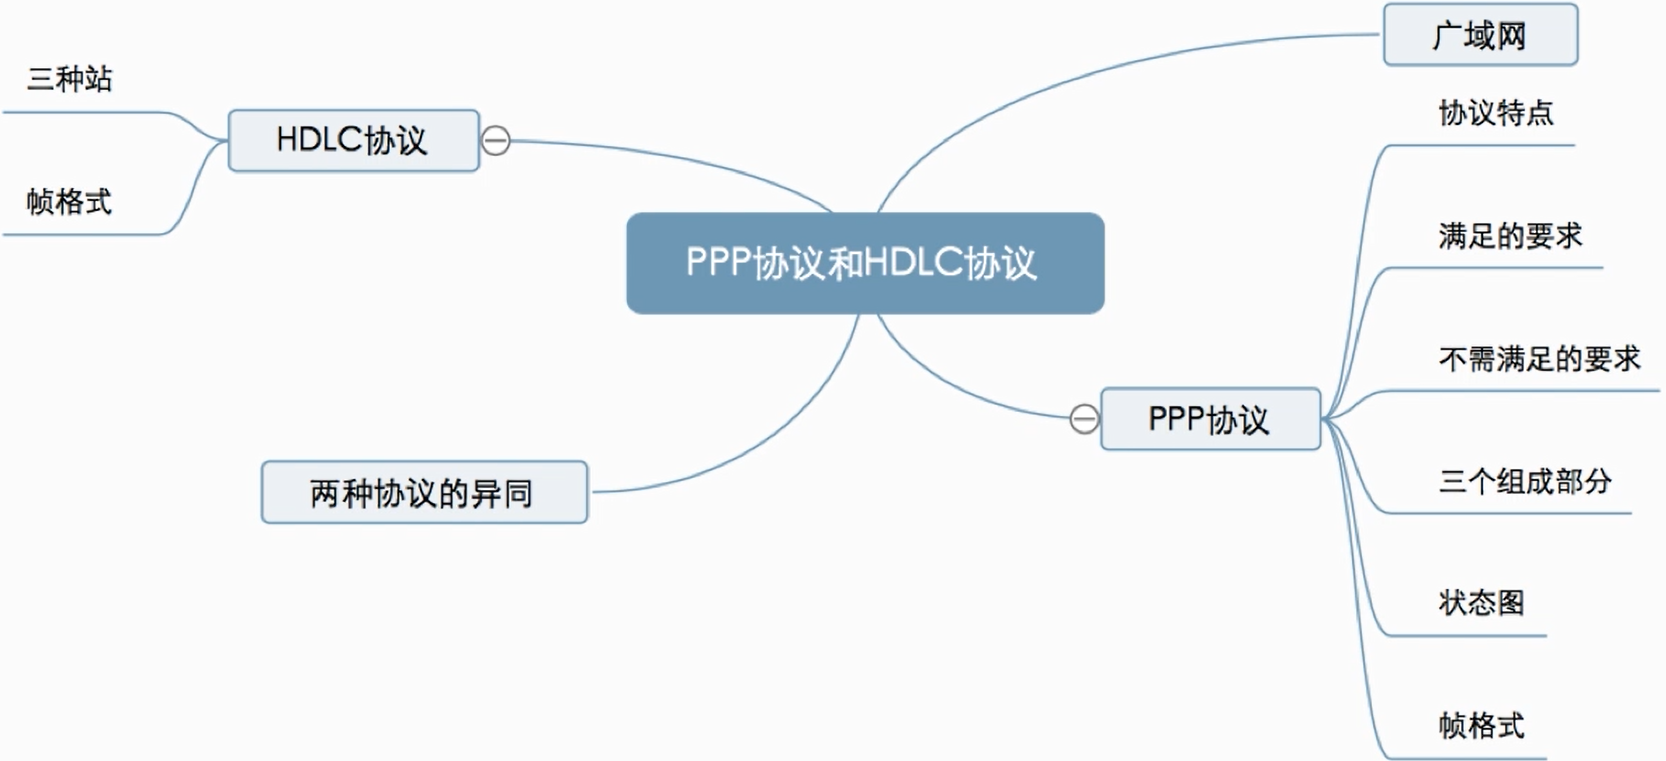 PPP协议和HDLC协议
广域网
PPP协议
协议特点
满足的要求
不需满足的要求
三个组成部分
状态图
帧格式
HDLC协议
三种站
帧格式
两种协议的异同